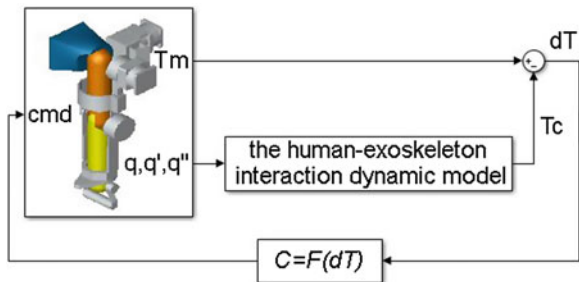 Tm
dT
+
-
cmd
Tc
q,q',q"
the human-exoskeleton
interaction dynamic model
C=F(dT)